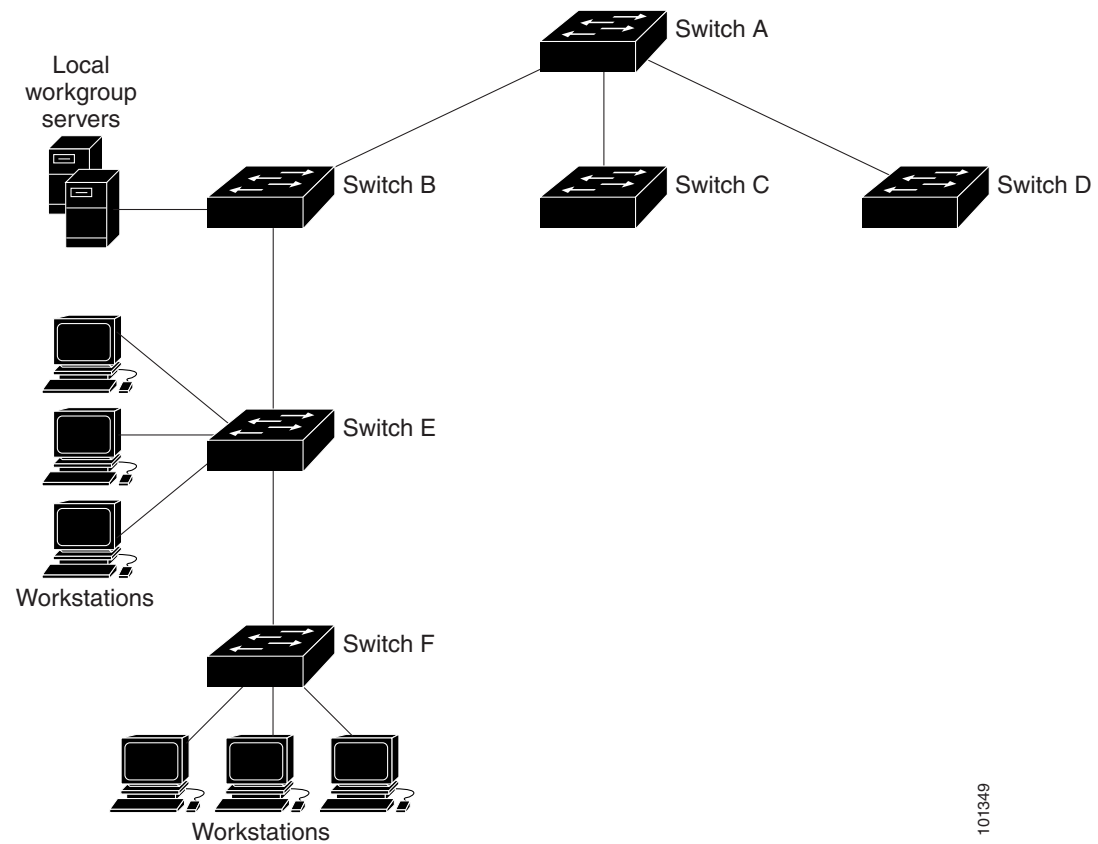 Switch A
Local
workgroup
servers
Switch B
Switch C
Switch D
Switch E
Workstations
Switch F
Workstations
101349